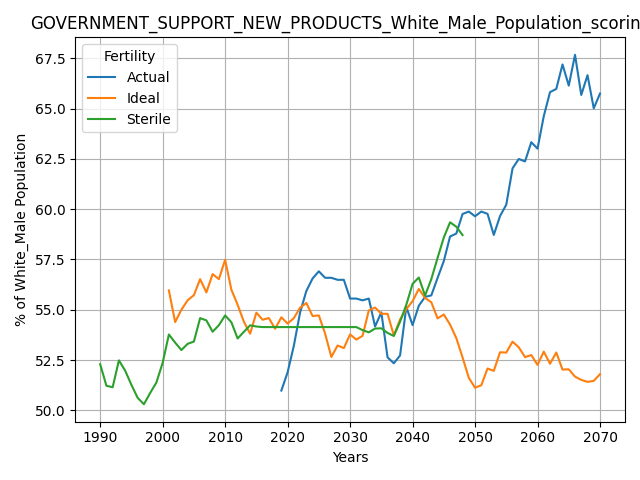 GOVERNMENT_SUPPORT_NEW_PRODUCTS_White_Male_Population_scorin
Fertility
Actual
Ideal
Sterile
% of White_Male Population
67.5
65.0
62.5
60.0
57.5
55.0
52.5
50.0
1990 2000 2010 2020 2030 2040 2050 2060 2070
Years